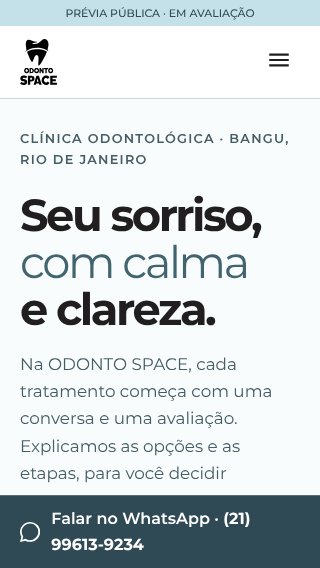 PRÉVIA PÚBLICA · EM AVALIAÇÃO
ODONTO
SPACE
CLÍNICA ODONTOLÓGICA · BANGU,
RIO DE JANEIRO
Seu sorriso,
com calma
e clareza.
Na ODONTO SPACE, cada
tratamento começa com uma
conversa e uma avaliação.
Explicamos as opções e as
etapas, para você decidir
Falar no WhatsApp · (21)
99613-9234